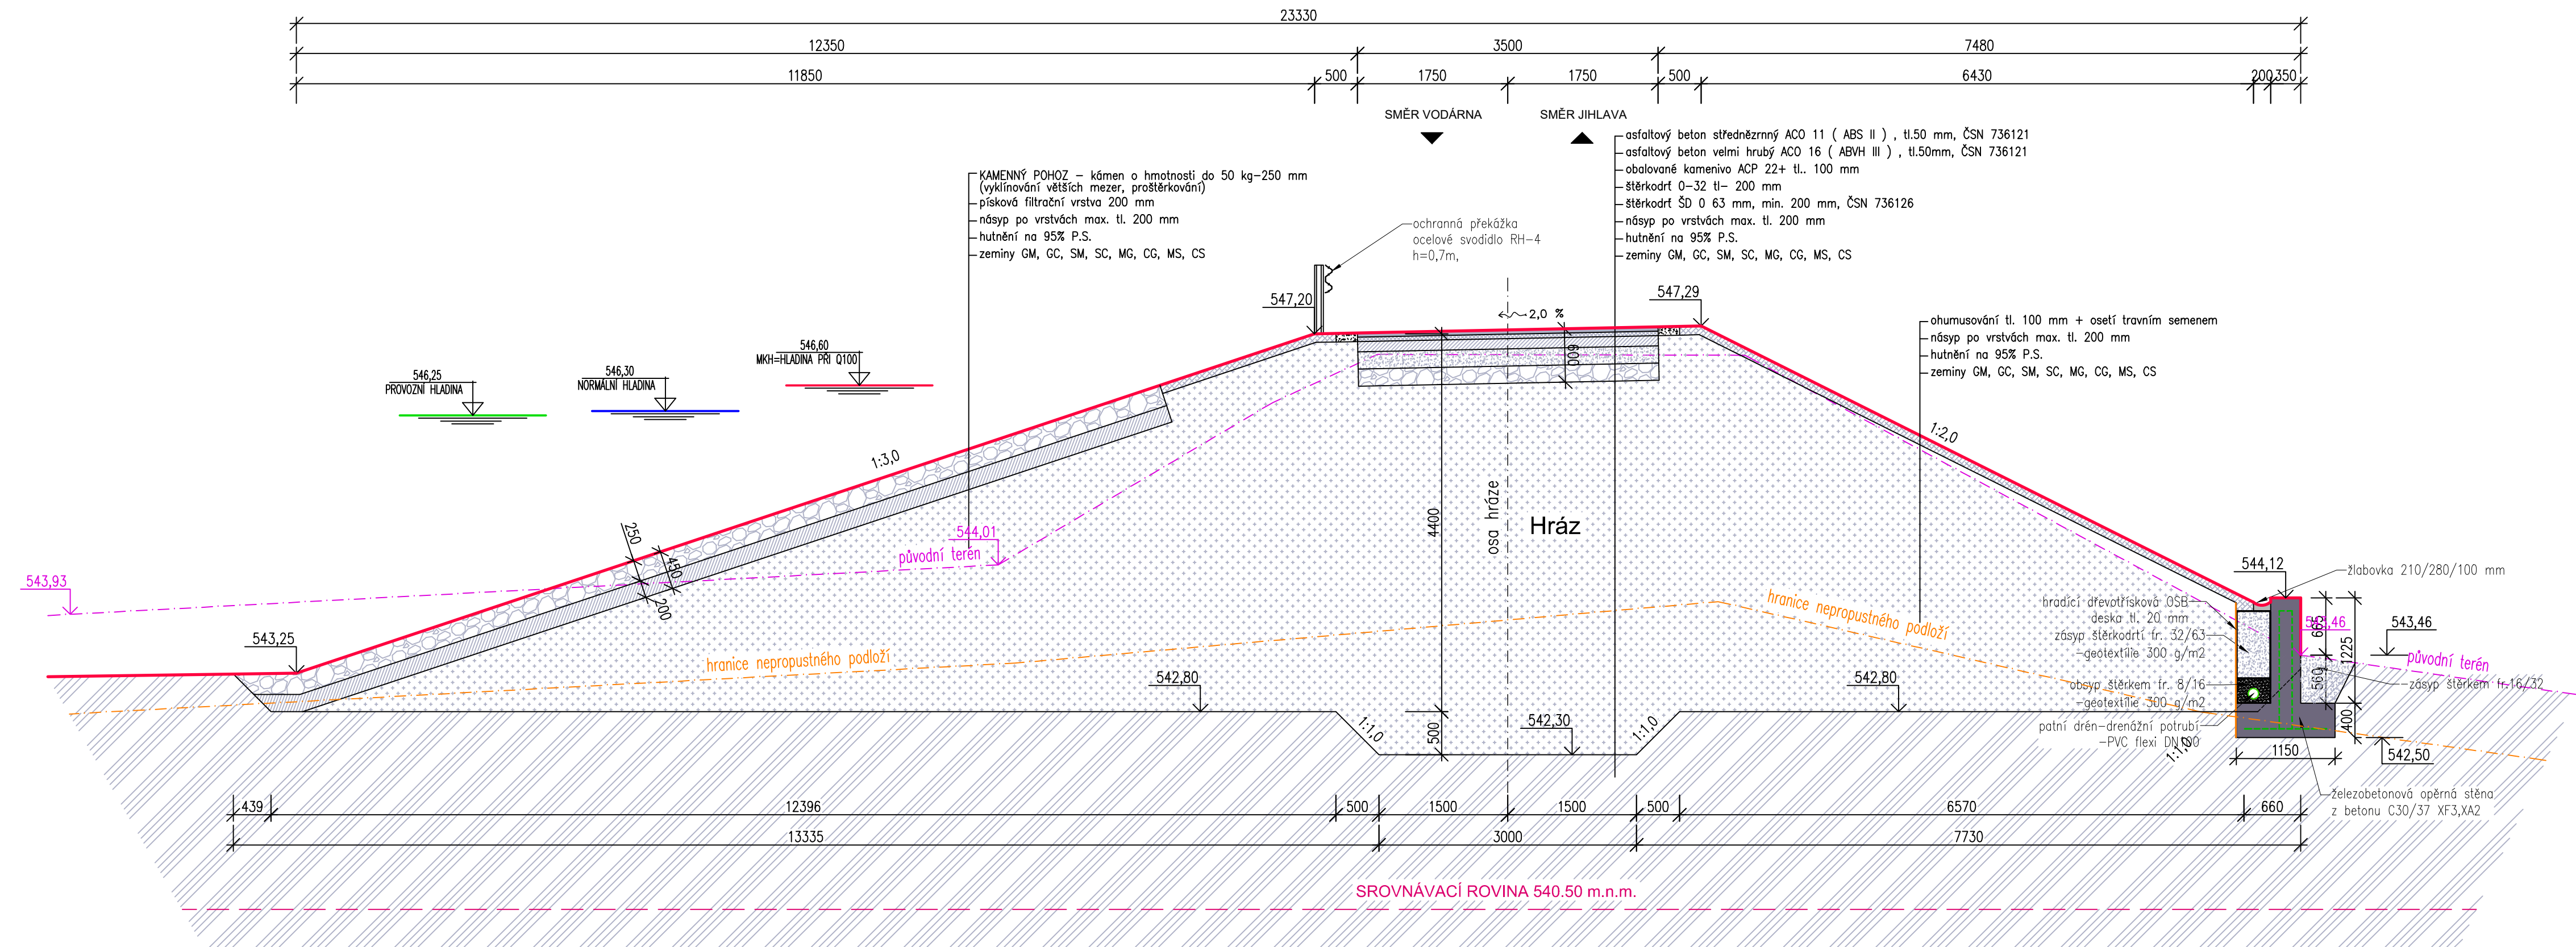 23330
12350
3500
7480
11850
500
1750
1750
500
6430
200
350
SMĚR VODÁRNA
SMĚR JIHLAVA
KAMENNÝ POHOZ – kámen o hmotnosti do 50 kg–250 mm
(vyklínování větších mezer, proštěrkování)
písková filtrační vrstva 200 mm
násyp po vrstvách max. tl. 200 mm
hutnění na 95% P.S.
zeminy GM, GC, SM, SC, MG, CG, MS, CS
ochranná překážka
ocelové svodidlo RH–4
h=0,7m,
asfaltový beton střednězrnný ACO 11 ( ABS II ) , tl.50 mm, ČSN 736121
asfaltový beton velmi hrubý ACO 16 ( ABVH III ) , tl.50mm, ČSN 736121
obalované kamenivo ACP 22+ tl.. 100 mm
štěrkodrť 0–32 tl– 200 mm
štěrkodrť ŠD 0 63 mm, min. 200 mm, ČSN 736126
násyp po vrstvách max. tl. 200 mm
hutnění na 95% P.S.
zeminy GM, GC, SM, SC, MG, CG, MS, CS
547,20
547,29
2,0 %
600
ohumusování tl. 100 mm + osetí travním semenem
násyp po vrstvách max. tl. 200 mm
hutnění na 95% P.S.
zeminy GM, GC, SM, SC, MG, CG, MS, CS
546,25
PROVOZNÍ HLADINA
546,30
NORMÁLNÍ HLADINA
546,60
MKH=HLADINA PŘI Q100
1:3,0
1:2,0
250
450
200
544,01
původní terén
543,93
543,25
4400
osa hráze
Hráz
hranice nepropustného podloží
hranice nepropustného podloží
544,12
žlabovka 210/280/100 mm
hradící dřevotřísková OSB
deska tl. 20 mm
zásyp štěrkodrtí fr. 32/63
–geotextilie 300 g/m2
obsyp štěrkem fr. 8/16
–geotextilie 300 g/m2
patní drén–drenážní potrubí
–PVC flexi DN100
543,46
665
1225
560
400
543,46
původní terén
zásyp štěrkem fr.16/32
542,80
542,80
1:1,0
500
542,30
1:1,0
1:1,0
1150
542,50
železobetonová opěrná stěna
z betonu C30/37 XF3,XA2
439
12396
500
1500
1500
500
6570
660
13335
3000
7730
SROVNÁVACÍ ROVINA 540.50 m.n.m.